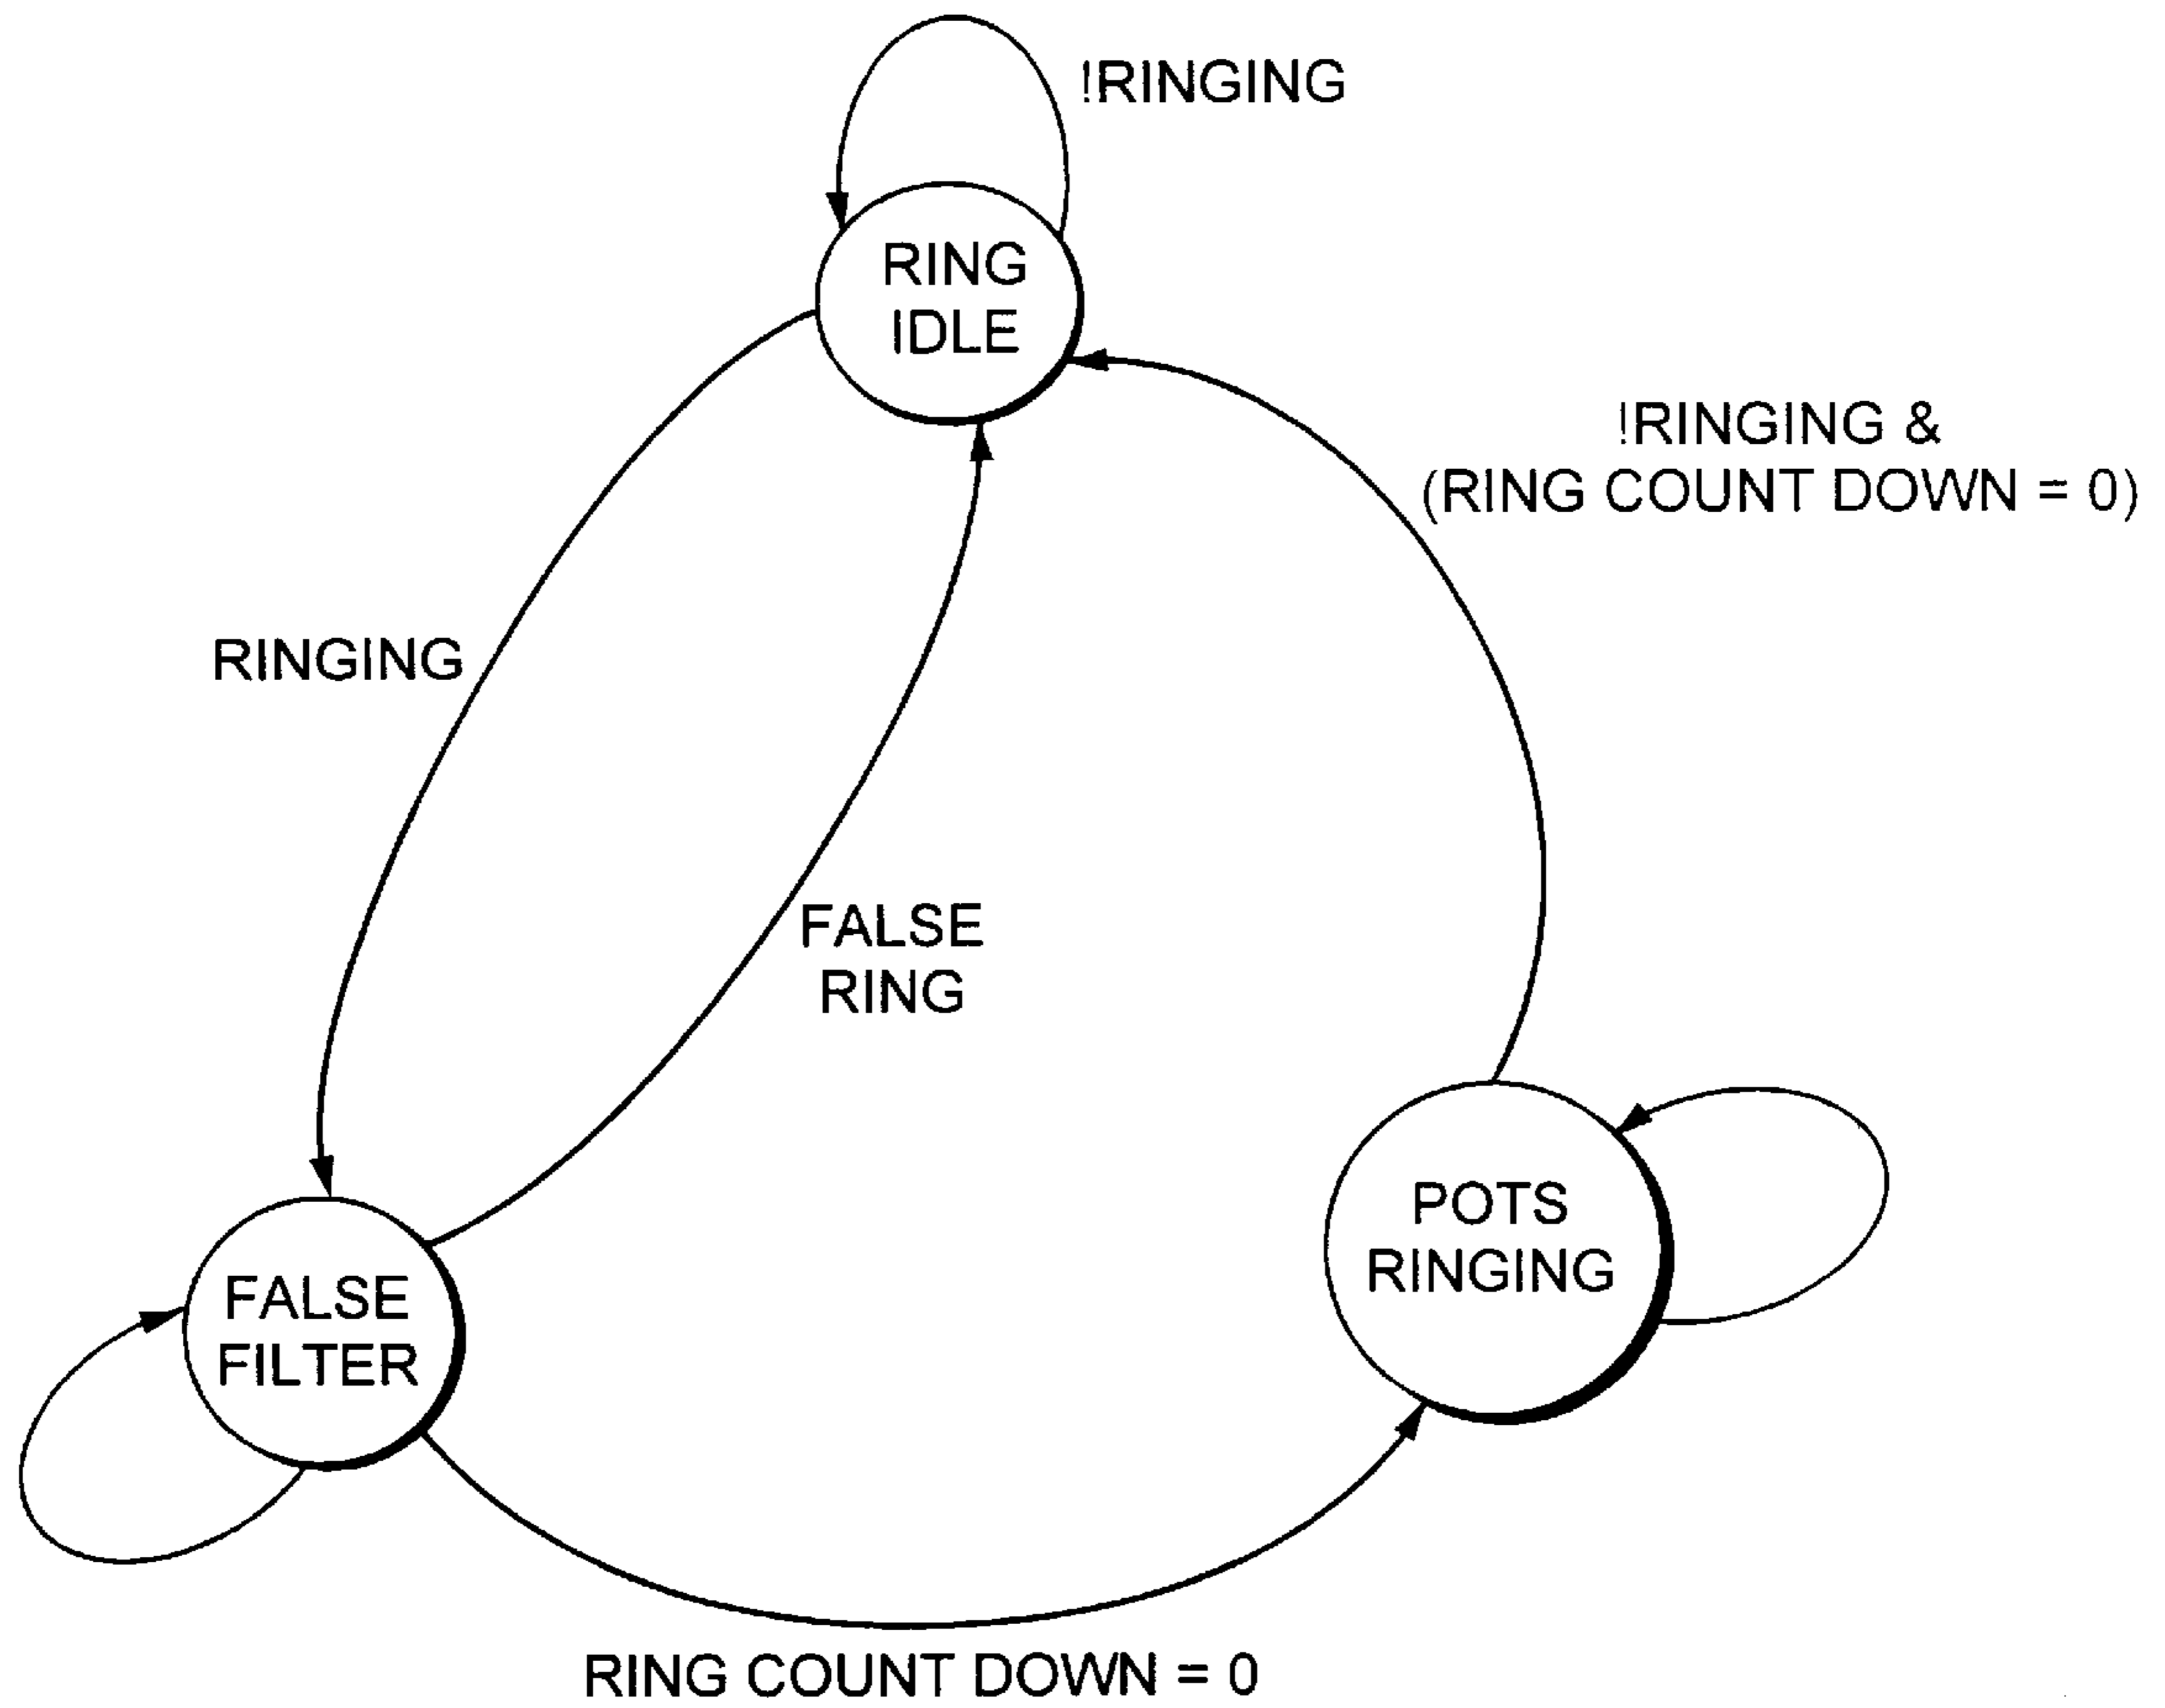 !RINGING
RING
IDLE
!RINGING &
(RING COUNT DOWN = 0)
RINGING
FALSE
RING
POTS
RINGING
FALSE
FILTER
RING COUNT DOWN = 0